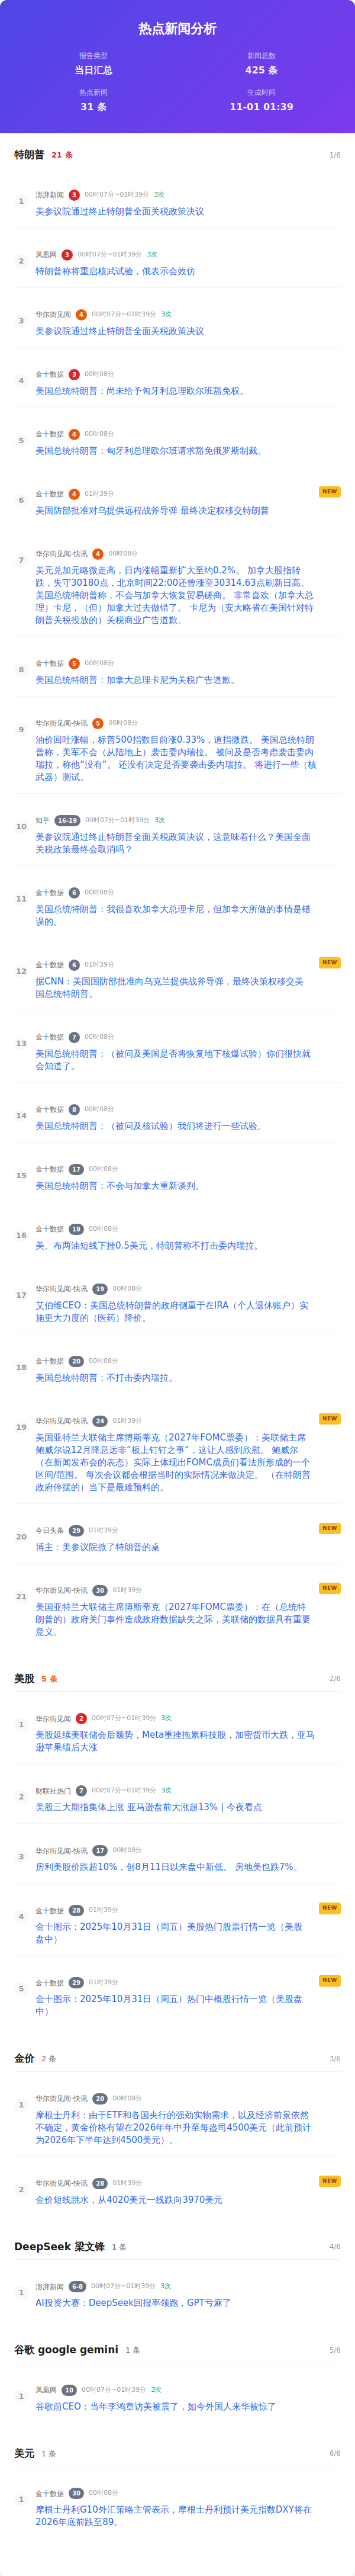 热点新闻分析
报告类型
当日汇总
新闻总数
425 条
热点新闻
31 条
生成时间
11-01 01:39
特朗普 21 条 1/6
1
澎湃新闻 3 00时07分~01时39分 3次
美参议院通过终止特朗普全面关税政策决议
2
凤凰网 3 00时07分~01时39分 3次
特朗普称将重启核武试验，俄表示会效仿
3
华尔街见闻 4 00时07分~01时39分 3次
美参议院通过终止特朗普全面关税政策决议
4
金十数据 3 00时08分
美国总统特朗普：尚未给予匈牙利总理欧尔班豁免权。
5
金十数据 4 00时08分
美国总统特朗普：匈牙利总理欧尔班请求豁免俄罗斯制裁。
6
金十数据 4 01时39分 NEW
美国防部批准对乌提供远程战斧导弹 最终决定权移交特朗普
7
华尔街见闻-快讯 4 00时08分
美元兑加元略微走高，日内涨幅重新扩大至约0.2%。 加拿大股指转
跌，失守30180点，北京时间22:00还曾涨至30314.63点刷新日高。
美国总统特朗普称，不会与加拿大恢复贸易磋商。 非常喜欢（加拿大总
理）卡尼，（但）加拿大过去做错了。 卡尼为（安大略省在美国针对特
朗普关税投放的）关税商业广告道歉。
8
金十数据 5 00时08分
美国总统特朗普：加拿大总理卡尼为关税广告道歉。
9
华尔街见闻-快讯 5 00时08分
油价回吐涨幅，标普500指数目前涨0.33%，道指微跌。 美国总统特朗
普称，美军不会（从陆地上）袭击委内瑞拉。 被问及是否考虑袭击委内
瑞拉，称他“没有”。 还没有决定是否要袭击委内瑞拉。 将进行一些（核
武器）测试。
10
知乎 16-19 00时07分~01时39分 3次
美参议院通过终止特朗普全面关税政策决议，这意味着什么？美国全面
关税政策最终会取消吗？
11
金十数据 6 00时08分
美国总统特朗普：我很喜欢加拿大总理卡尼，但加拿大所做的事情是错
误的。
12
金十数据 6 01时39分 NEW
据CNN：美国国防部批准向乌克兰提供战斧导弹，最终决策权移交美
国总统特朗普。
13
金十数据 7 00时08分
美国总统特朗普：（被问及美国是否将恢复地下核爆试验）你们很快就
会知道了。
14
金十数据 8 00时08分
美国总统特朗普：（被问及核试验）我们将进行一些试验。
15
金十数据 17 00时08分
美国总统特朗普：不会与加拿大重新谈判。
16
金十数据 19 00时08分
美、布两油短线下挫0.5美元，特朗普称不打击委内瑞拉。
17
华尔街见闻-快讯 19 00时08分
艾伯维CEO：美国总统特朗普的政府侧重于在IRA（个人退休账户）实
施更大力度的（医药）降价。
18
金十数据 20 00时08分
美国总统特朗普：不打击委内瑞拉。
19
华尔街见闻-快讯 24 01时39分 NEW
美国亚特兰大联储主席博斯蒂克（2027年FOMC票委）：美联储主席
鲍威尔说12月降息远非“板上钉钉之事”，这让人感到欣慰。 鲍威尔
（在新闻发布会的表态）实际上体现出FOMC成员们看法所形成的一个
区间/范围。 每次会议都会根据当时的实际情况来做决定。 （在特朗普
政府停摆的）当下是最难预料的。
20
今日头条 29 01时39分 NEW
博主：美参议院掀了特朗普的桌
21
华尔街见闻-快讯 30 01时39分 NEW
美国亚特兰大联储主席博斯蒂克（2027年FOMC票委）：在（总统特
朗普的）政府关门事件造成政府数据缺失之际，美联储的数据具有重要
意义。
美股 5 条 2/6
1
华尔街见闻 2 00时07分~01时39分 3次
美股延续美联储会后颓势，Meta重挫拖累科技股，加密货币大跌，亚马
逊苹果绩后大涨
2
财联社热门 7 00时07分~01时39分 3次
美股三大期指集体上涨 亚马逊盘前大涨超13% | 今夜看点
3
华尔街见闻-快讯 17 00时08分
房利美股价跌超10%，创8月11日以来盘中新低。 房地美也跌7%。
4
金十数据 28 01时39分 NEW
金十图示：2025年10月31日（周五）美股热门股票行情一览（美股
盘中）
5
金十数据 29 01时39分 NEW
金十图示：2025年10月31日（周五）热门中概股行情一览（美股盘
中）
金价 2 条 3/6
1
华尔街见闻-快讯 20 00时08分
摩根士丹利：由于ETF和各国央行的强劲实物需求，以及经济前景依然
不确定，黄金价格有望在2026年年中升至每盎司4500美元（此前预计
为2026年下半年达到4500美元）。
2
华尔街见闻-快讯 28 01时39分 NEW
金价短线跳水，从4020美元一线跌向3970美元
DeepSeek 梁文锋 1 条 4/6
1
澎湃新闻 6-8 00时07分~01时39分 3次
AI投资大赛：DeepSeek回报率领跑，GPT亏麻了
谷歌 google gemini 1 条 5/6
1
凤凰网 10 00时07分~01时39分 3次
谷歌前CEO：当年李鸿章访美被震了，如今外国人来华被惊了
美元 1 条 6/6
1
金十数据 30 00时08分
摩根士丹利G10外汇策略主管表示，摩根士丹利预计美元指数DXY将在
2026年底前跌至89。